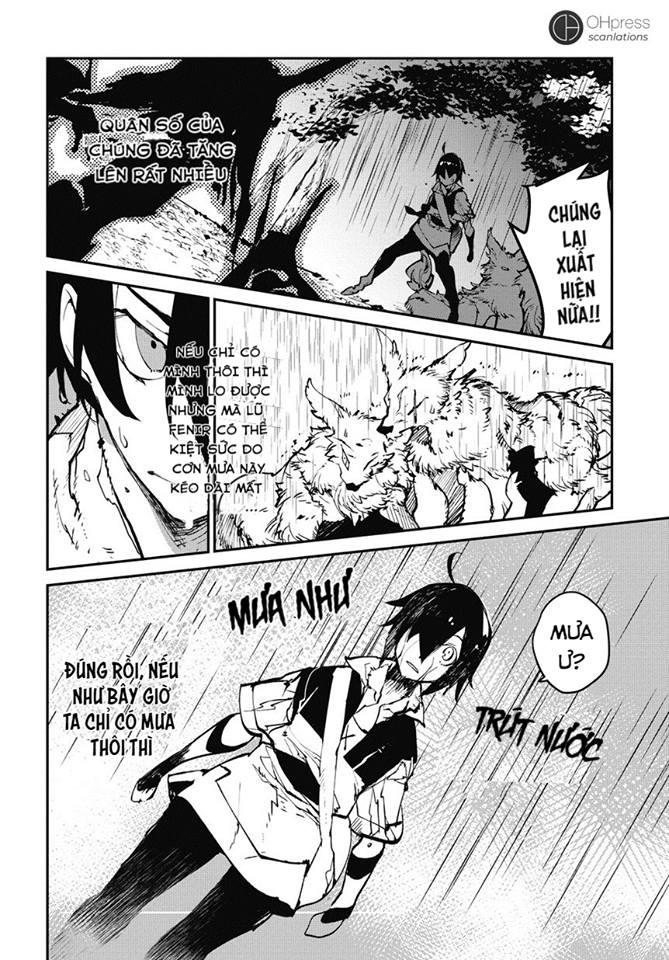 OHpress
scanlations
CHÚNG
LẠI
XUẤT
HIỆN
NỮA!!
QUÂN SỐ CỦA
CHÚNG ĐÃ TĂNG
LÊN RẤT NHIỀU
NẾU CHỈ CÓ
MÌNH THÔI THÌ
MÌNH LO ĐƯỢC
NHƯNG MÀ LŨ
FENIR CÓ THỂ
KIỆT SỨC DO
CƠN MƯA NÀY
KÉO DÀI MẤT
...
MƯA
Ư?
MƯA NHƯ
TRÚT NƯỚC
ĐÚNG RỒI, NẾU
NHƯ BÂY GIỜ
TA CHỈ CÓ MƯA
THÔI THÌ